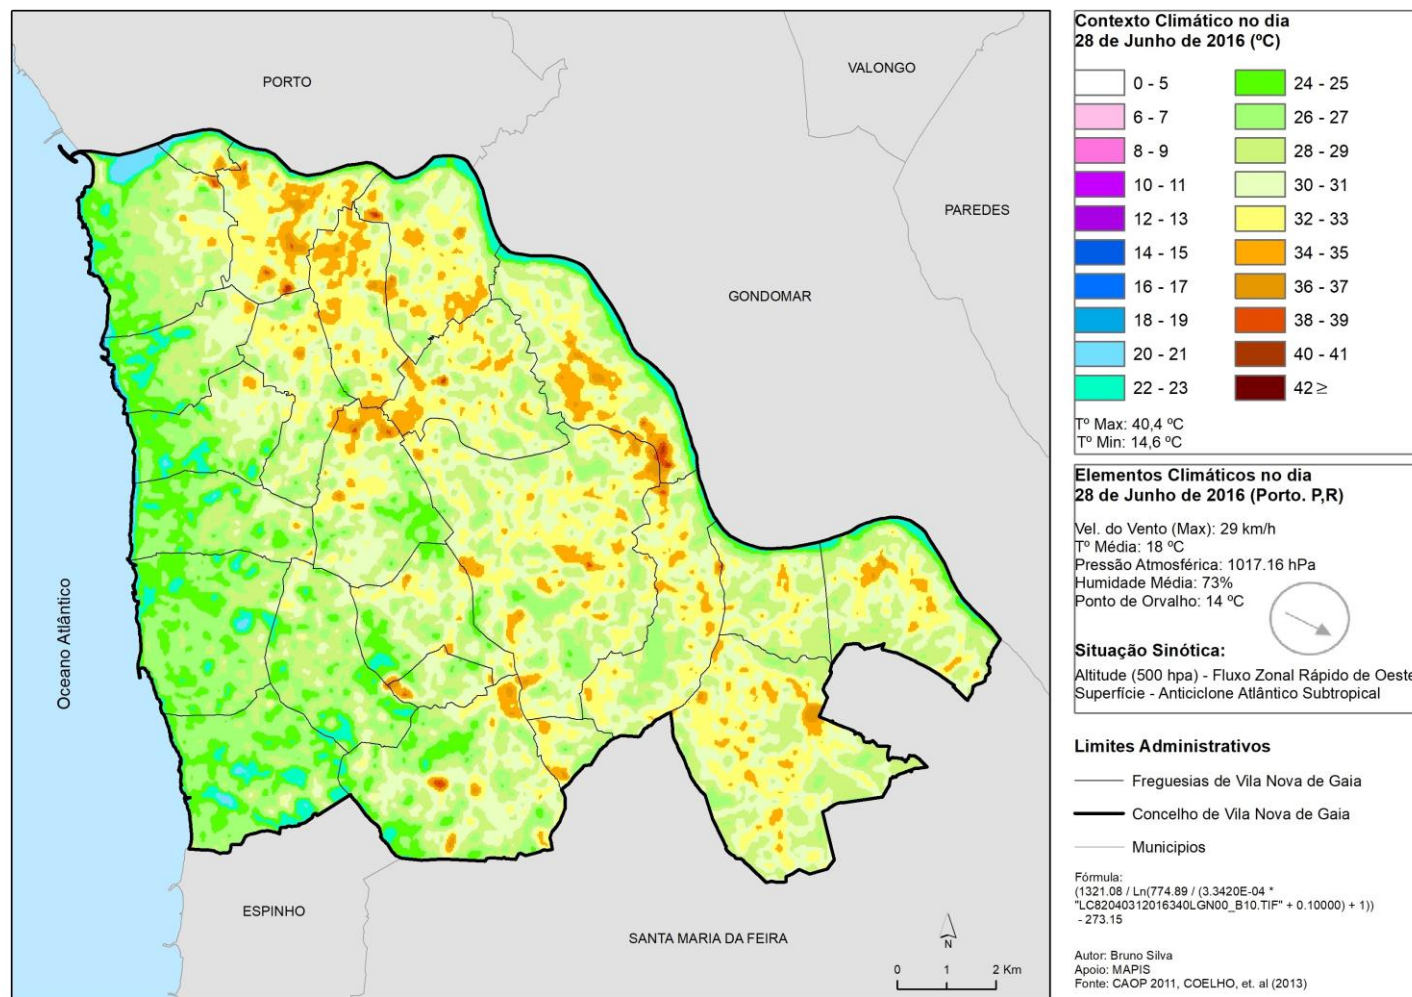 PORTO
VALONGO
PAREDES
GONDOMAR
Oceano Atlântico
ESPINHO
SANTA MARIA DA FEIRA
N
0 1 2 Km
Contexto Climático no dia
28 de Junho de 2016 (ºC)
0 - 5
6 - 7
8 - 9
10 - 11
12 - 13
14 - 15
16 - 17
18 - 19
20 - 21
22 - 23
24 - 25
26 - 27
28 - 29
30 - 31
32 - 33
34 - 35
36 - 37
38 - 39
40 - 41
42 ≥
Tº Max: 40,4 ºC
Tº Min: 14,6 ºC
Elementos Climáticos no dia
28 de Junho de 2016 (Porto. P,R)
Vel. do Vento (Max): 29 km/h
Tº Média: 18 ºC
Pressão Atmosférica: 1017.16 hPa
Humidade Média: 73%
Ponto de Orvalho: 14 ºC
Situação Sinótica:
Altitude (500 hpa) - Fluxo Zonal Rápido de Oeste
Superfície - Anticiclone Atlântico Subtropical
Limites Administrativos
Freguesias de Vila Nova de Gaia
Concelho de Vila Nova de Gaia
Municipios
Fórmula:
(1321.08 / Ln(774.89 / (3.3420E-04 *
"LC82040312016340LGN00_B10.TIF" + 0.10000) + 1))
- 273.15
Autor: Bruno Silva
Apoio: MAPIS
Fonte: CAOP 2011, COELHO, et. al (2013)